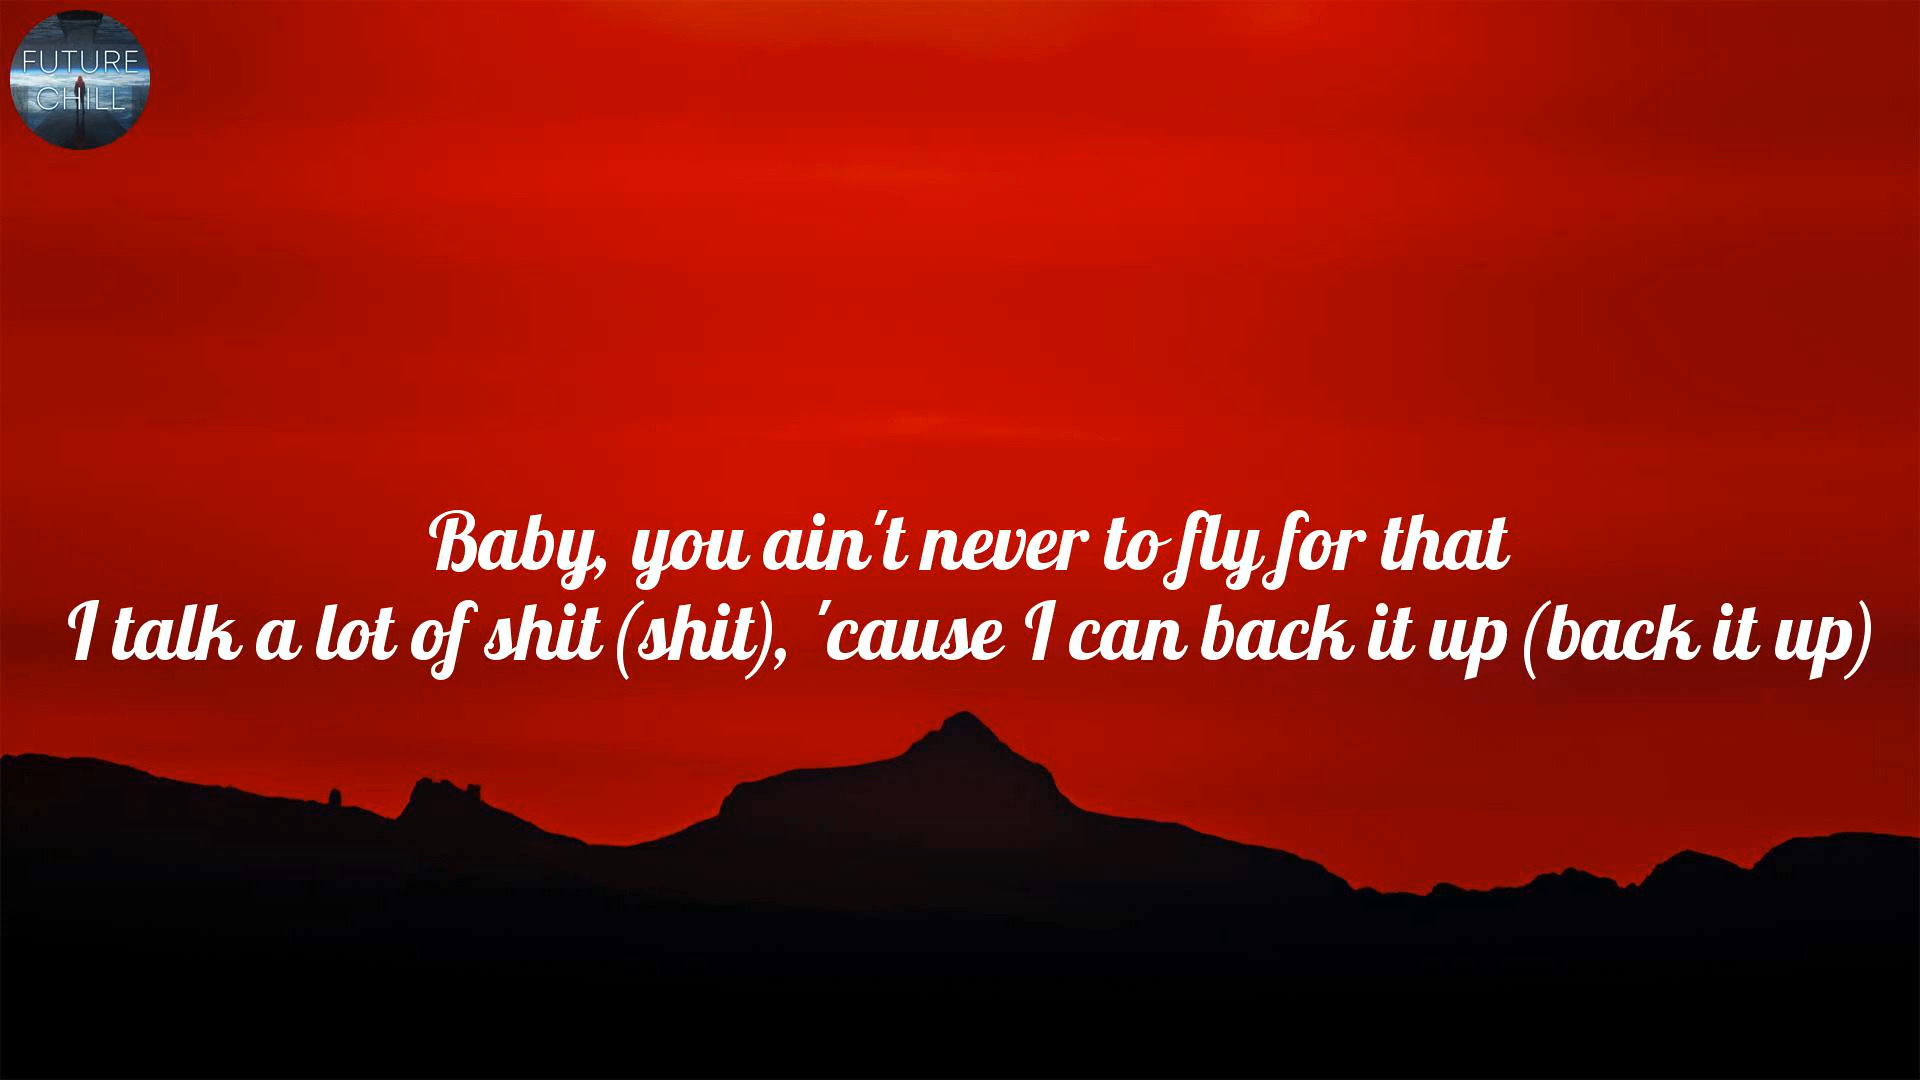 FUTURE
CHILL
Baby, you ain't never to fly for that
I talk a lot of shit (shit), 'cause I can back it up (back it up)